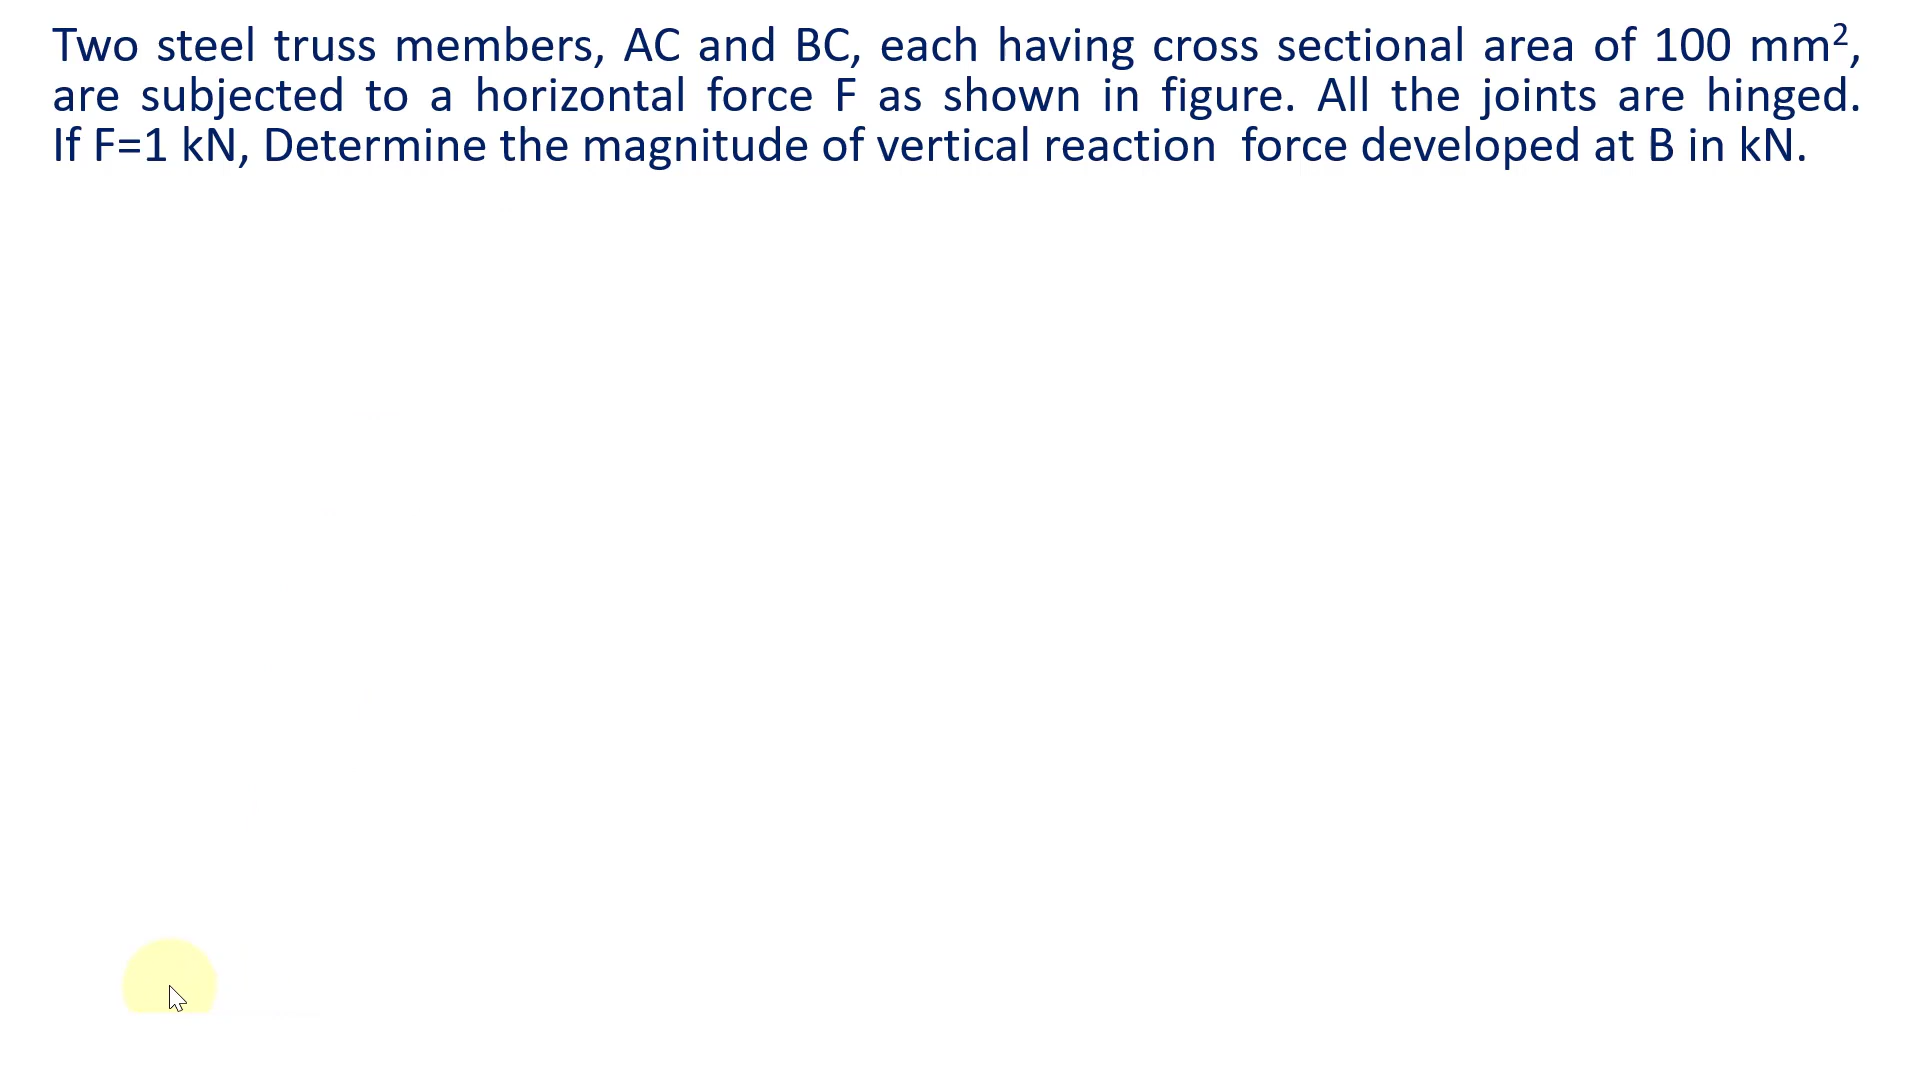 Two steel truss members, AC and BC, each having cross sectional area of 100 mm²,
are subjected to a horizontal force F as shown in figure. All the joints are hinged.
If F=1 kN, Determine the magnitude of vertical reaction  force developed at B in kN.